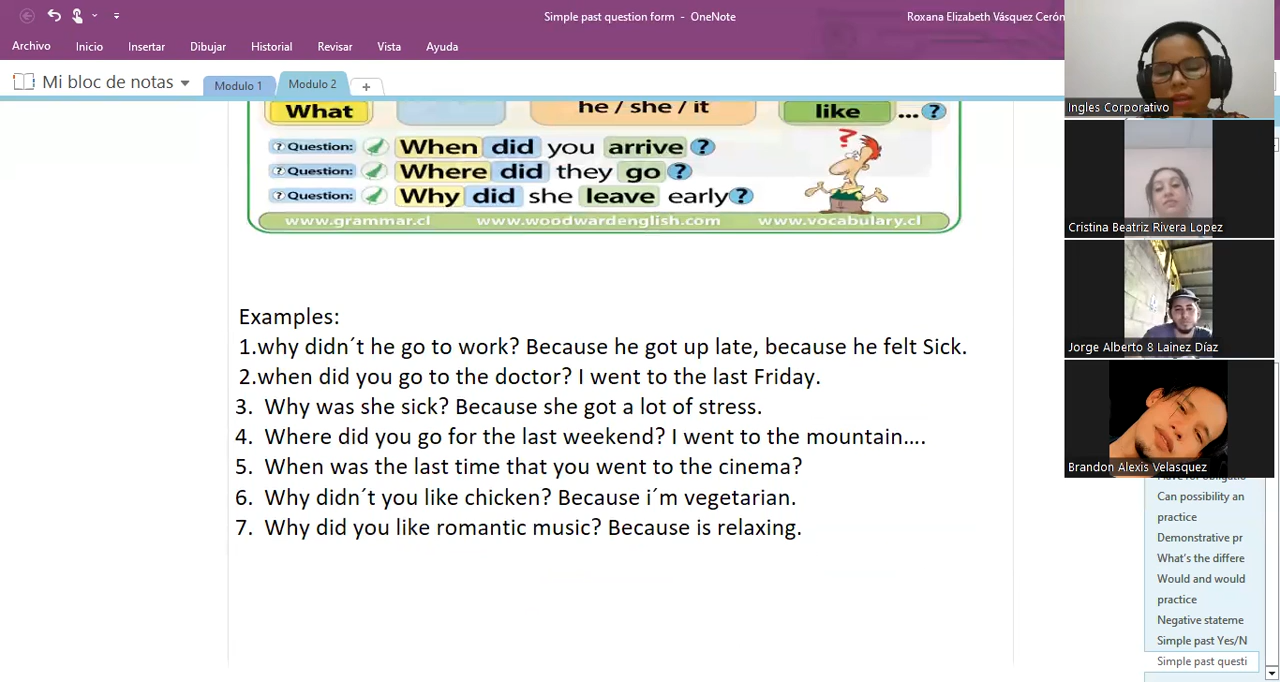 Simple past question form - OneNote
Roxana Elizabeth Vásquez Cerón
Archivo Inicio Insertar Dibujar Historial Revisar Vista Ayuda
Mi bloc de notas Modulo 1 Modulo 2 +
What he / she / it like ...?
? Question: When did you arrive ?
? Question: Where did they go ?
? Question: Why did she leave early ?
www.grammar.cl www.woodwardenglish.com www.vocabulary.cl
?
Examples:
1.why didn´t he go to work? Because he got up late, because he felt Sick.
2.when did you go to the doctor? I went to the last Friday.
3. Why was she sick? Because she got a lot of stress.
4. Where did you go for the last weekend? I went to the mountain….
5. When was the last time that you went to the cinema?
6. Why didn´t you like chicken? Because i´m vegetarian.
7. Why did you like romantic music? Because is relaxing.
Ingles Corporativo
Cristina Beatriz Rivera Lopez
Jorge Alberto 8 Lainez Díaz
Brandon Alexis Velasquez
Can possibility an
practice
Demonstrative pr
What's the differe
Would and would
practice
Negative stateme
Simple past Yes/N
Simple past questi